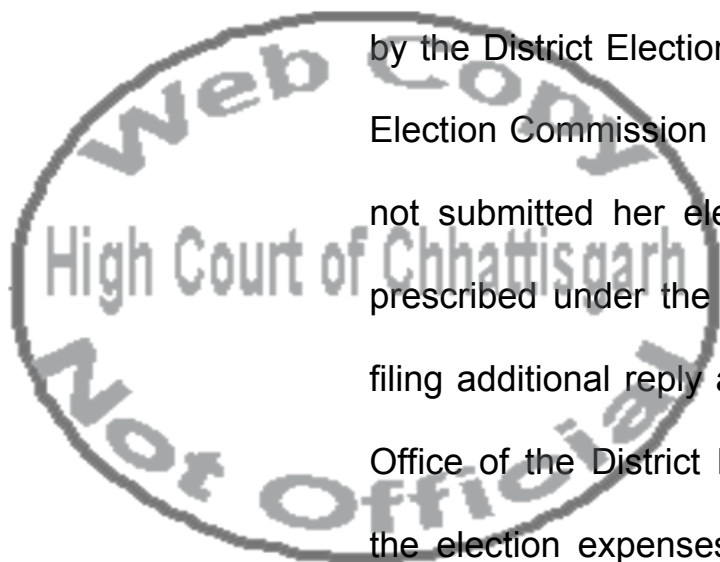 by the District Election
Election Commission
not submitted her ele
prescribed under the
filing additional reply a
Office of the District
the election expenses
Web Copy
High Court of Chhattisgarh
Not Official